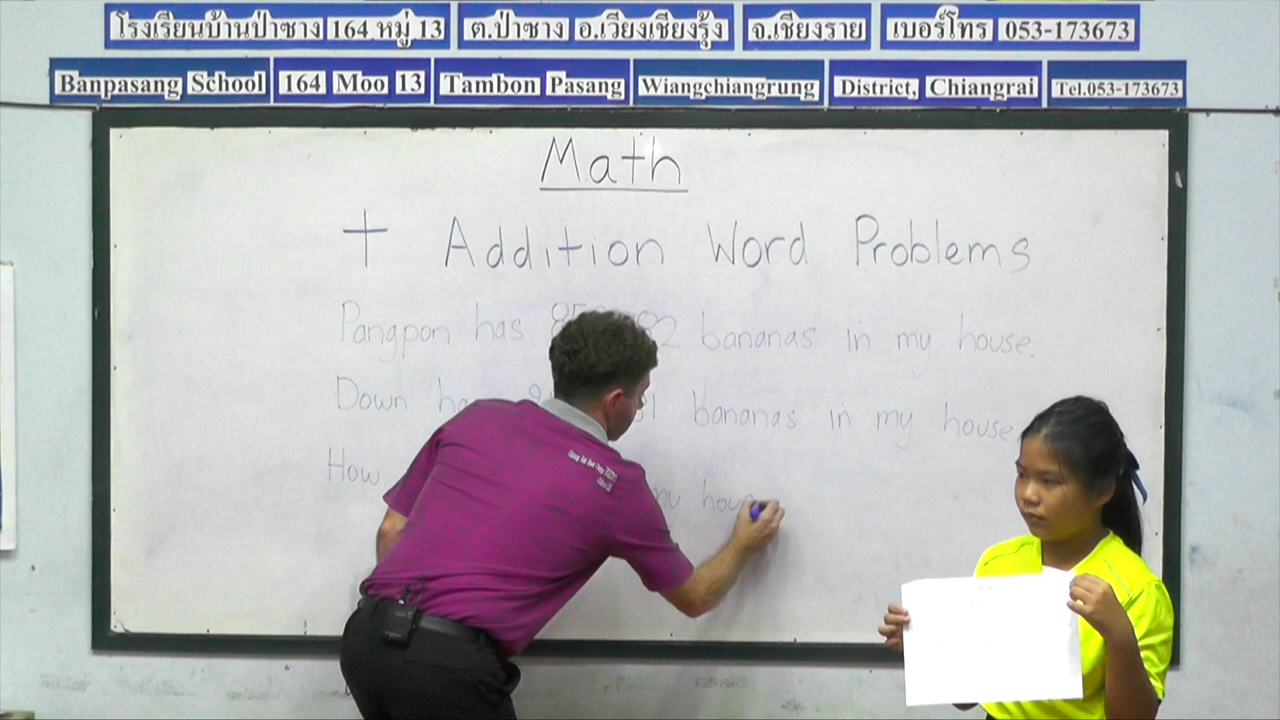 โรงเรียนบ้านป่าซาง 164 หมู่ 13 ต.ป่าซาง อ.เวียงเชียงรุ้ง จ.เชียงราย เบอร์โทร 053-173673
Banpasang School 164 Moo 13 Tambon Pasang Wiangchiangrung District, Chiangrai Tel.053-173673
Math
+ Addition Word Problems
Pangpon has bananas in my house.
Down bananas in my house
How my